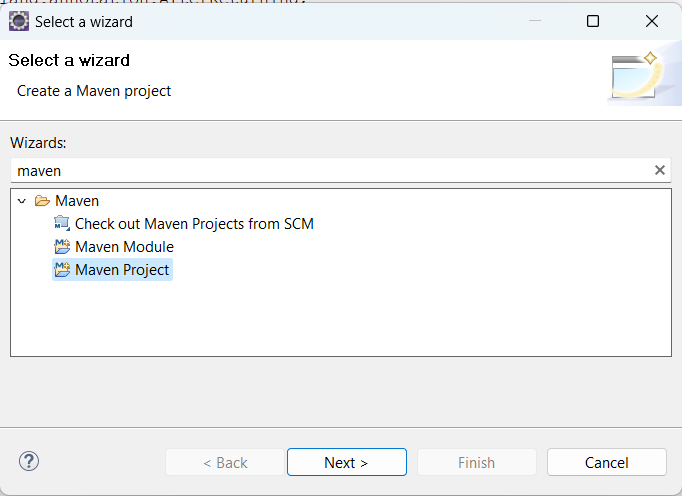 Select a wizard
Select a wizard
Create a Maven project
Wizards:
maven
Maven
Check out Maven Projects from SCM
Maven Module
Maven Project
< Back
Next >
Finish
Cancel